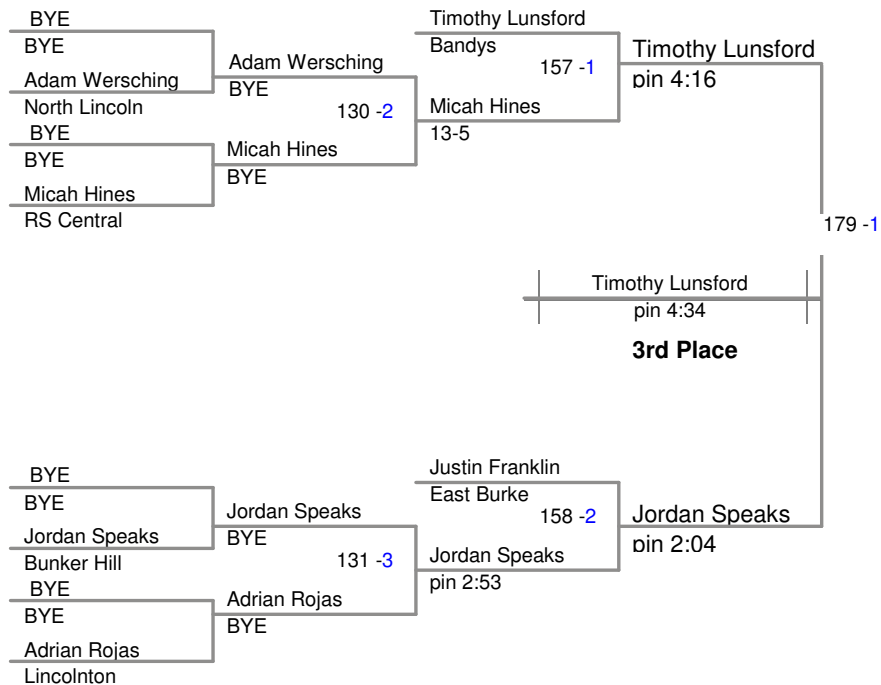 BYE
BYE
Adam Wersching
North Lincoln
BYE
BYE
Micah Hines
RS Central
Adam Wersching
BYE
130 -2
Micah Hines
BYE
Timothy Lunsford
Bandys
157 -1
Micah Hines
13-5
Timothy Lunsford
pin 4:16
179 -1
Timothy Lunsford
pin 4:34
3rd Place
BYE
BYE
Jordan Speaks
Bunker Hill
BYE
BYE
Adrian Rojas
Lincolnton
Jordan Speaks
BYE
131 -3
Adrian Rojas
BYE
Justin Franklin
East Burke
158 -2
Jordan Speaks
pin 2:53
Jordan Speaks
pin 2:04